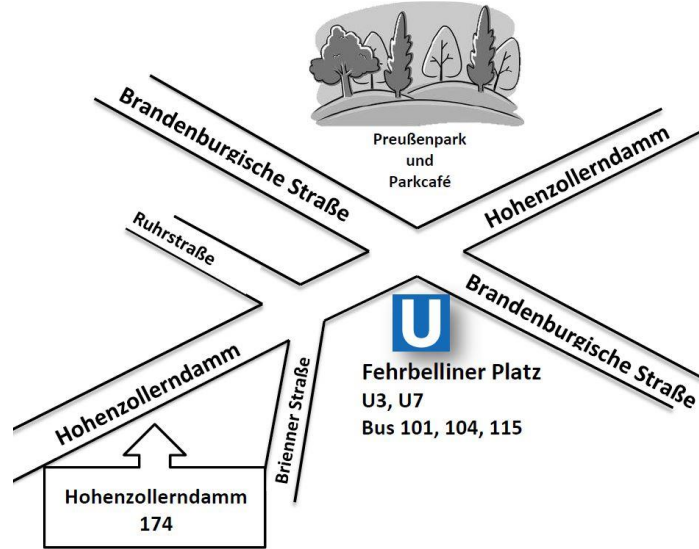 Preußenpark
und
Parkcafé
Brandenburgische Straße
Hohenzollerndamm
Ruhrstraße
Brandenburgische Straße
U
Hohenzollerndamm
Brienner Straße
Fehrbelliner Platz
U3, U7
Bus 101, 104, 115
Hohenzollerndamm
174